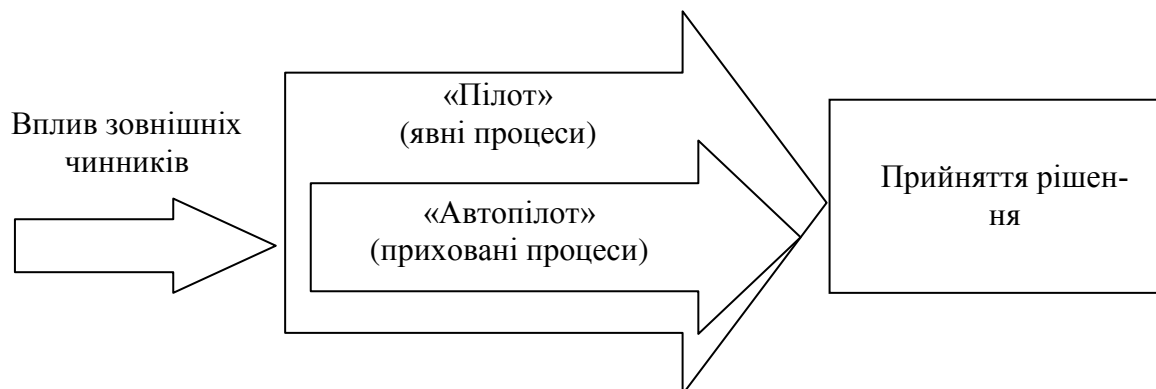 Вплив зовнішніх
чинників
«Пілот»
(явні процеси)
«Автопілот»
(приховані процеси)
Прийняття рішен-
ня